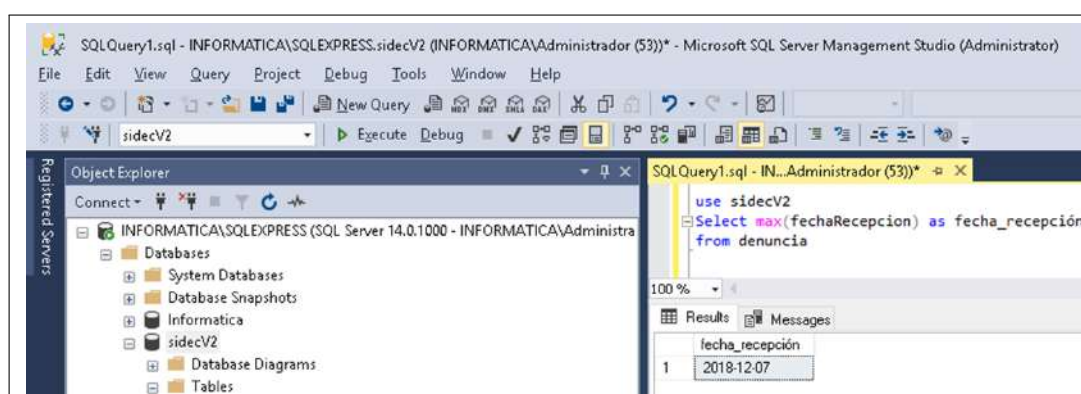 SQLQuery1.sql - INFORMATICA\SQLEXPRESS.sidecV2 (INFORMATICA\Administrador (53))* - Microsoft SQL Server Management Studio (Administrator)
File Edit View Query Project Debug Tools Window Help
New Query
sidecV2 Execute Debug
Registered Servers
Object Explorer
Connect
INFORMATICA\SQLEXPRESS (SQL Server 14.0.1000 - INFORMATICA\Administra
Databases
System Databases
Database Snapshots
Informatica
sidecV2
Database Diagrams
Tables
SQLQuery1.sql - IN...Administrador (53))*
use sidecV2
Select max(fechaRecepcion) as fecha_recepción
from denuncia
100 %
Results Messages
fecha_recepción
1 2018-12-07